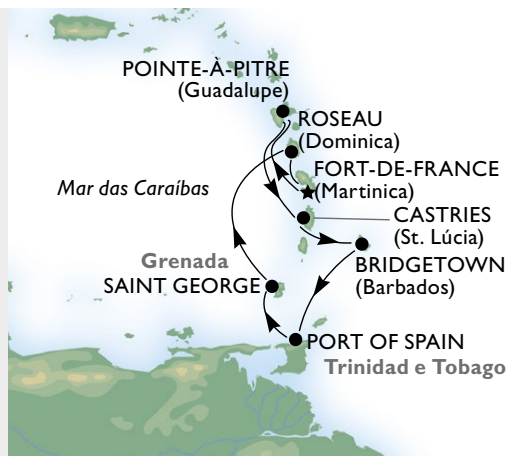 POINTE-À-PITRE
(Guadalupe)
ROSEAU
(Dominica)
FORT-DE-FRANCE
(Martinica)
Mar das Caraíbas
CASTRIES
(St. Lúcia)
BRIDGETOWN
(Barbados)
Grenada
SAINT GEORGE
PORT OF SPAIN
Trinidad e Tobago